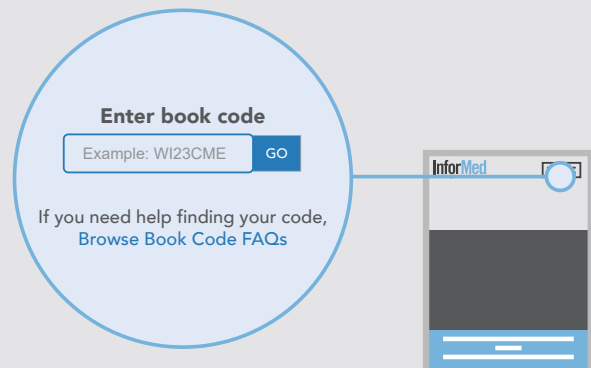 Enter book code
Example: WI23CME GO
If you need help finding your code,
Browse Book Code FAQs
InforMed